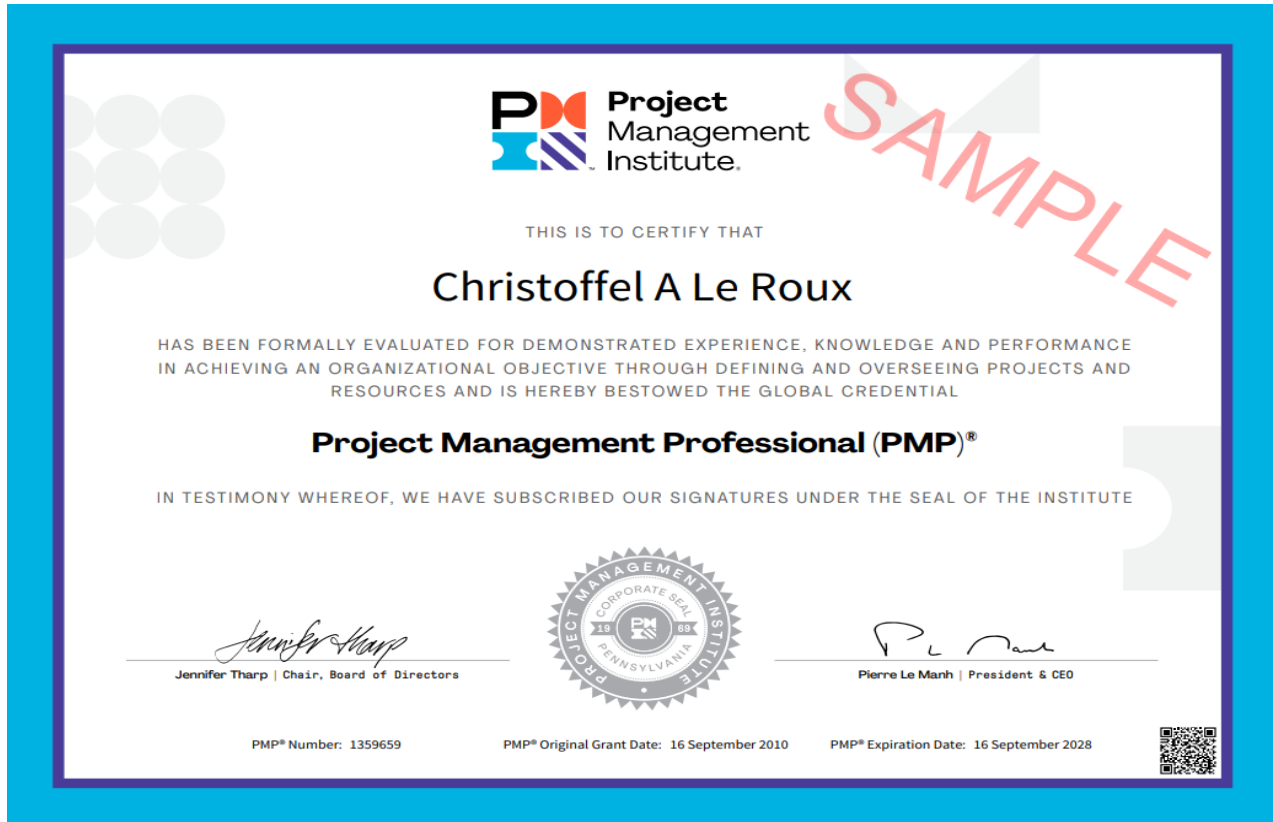 Project
Management
Institute®
SAMPLE
THIS IS TO CERTIFY THAT
Christoffel A Le Roux
HAS BEEN FORMALLY EVALUATED FOR DEMONSTRATED EXPERIENCE, KNOWLEDGE AND PERFORMANCE
IN ACHIEVING AN ORGANIZATIONAL OBJECTIVE THROUGH DEFINING AND OVERSEEING PROJECTS AND
RESOURCES AND IS HEREBY BESTOWED THE GLOBAL CREDENTIAL
Project Management Professional (PMP)®
IN TESTIMONY WHEREOF, WE HAVE SUBSCRIBED OUR SIGNATURES UNDER THE SEAL OF THE INSTITUTE
PROJECT MANAGEMENT INSTITUTE
CORPORATE SEAL
19 69
PENNSYLVANIA
Jennifer Tharp
Jennifer Tharp | Chair, Board of Directors
Pierre Le Manh | President & CEO
PMP® Number: 1359659
PMP® Original Grant Date: 16 September 2010
PMP® Expiration Date: 16 September 2028